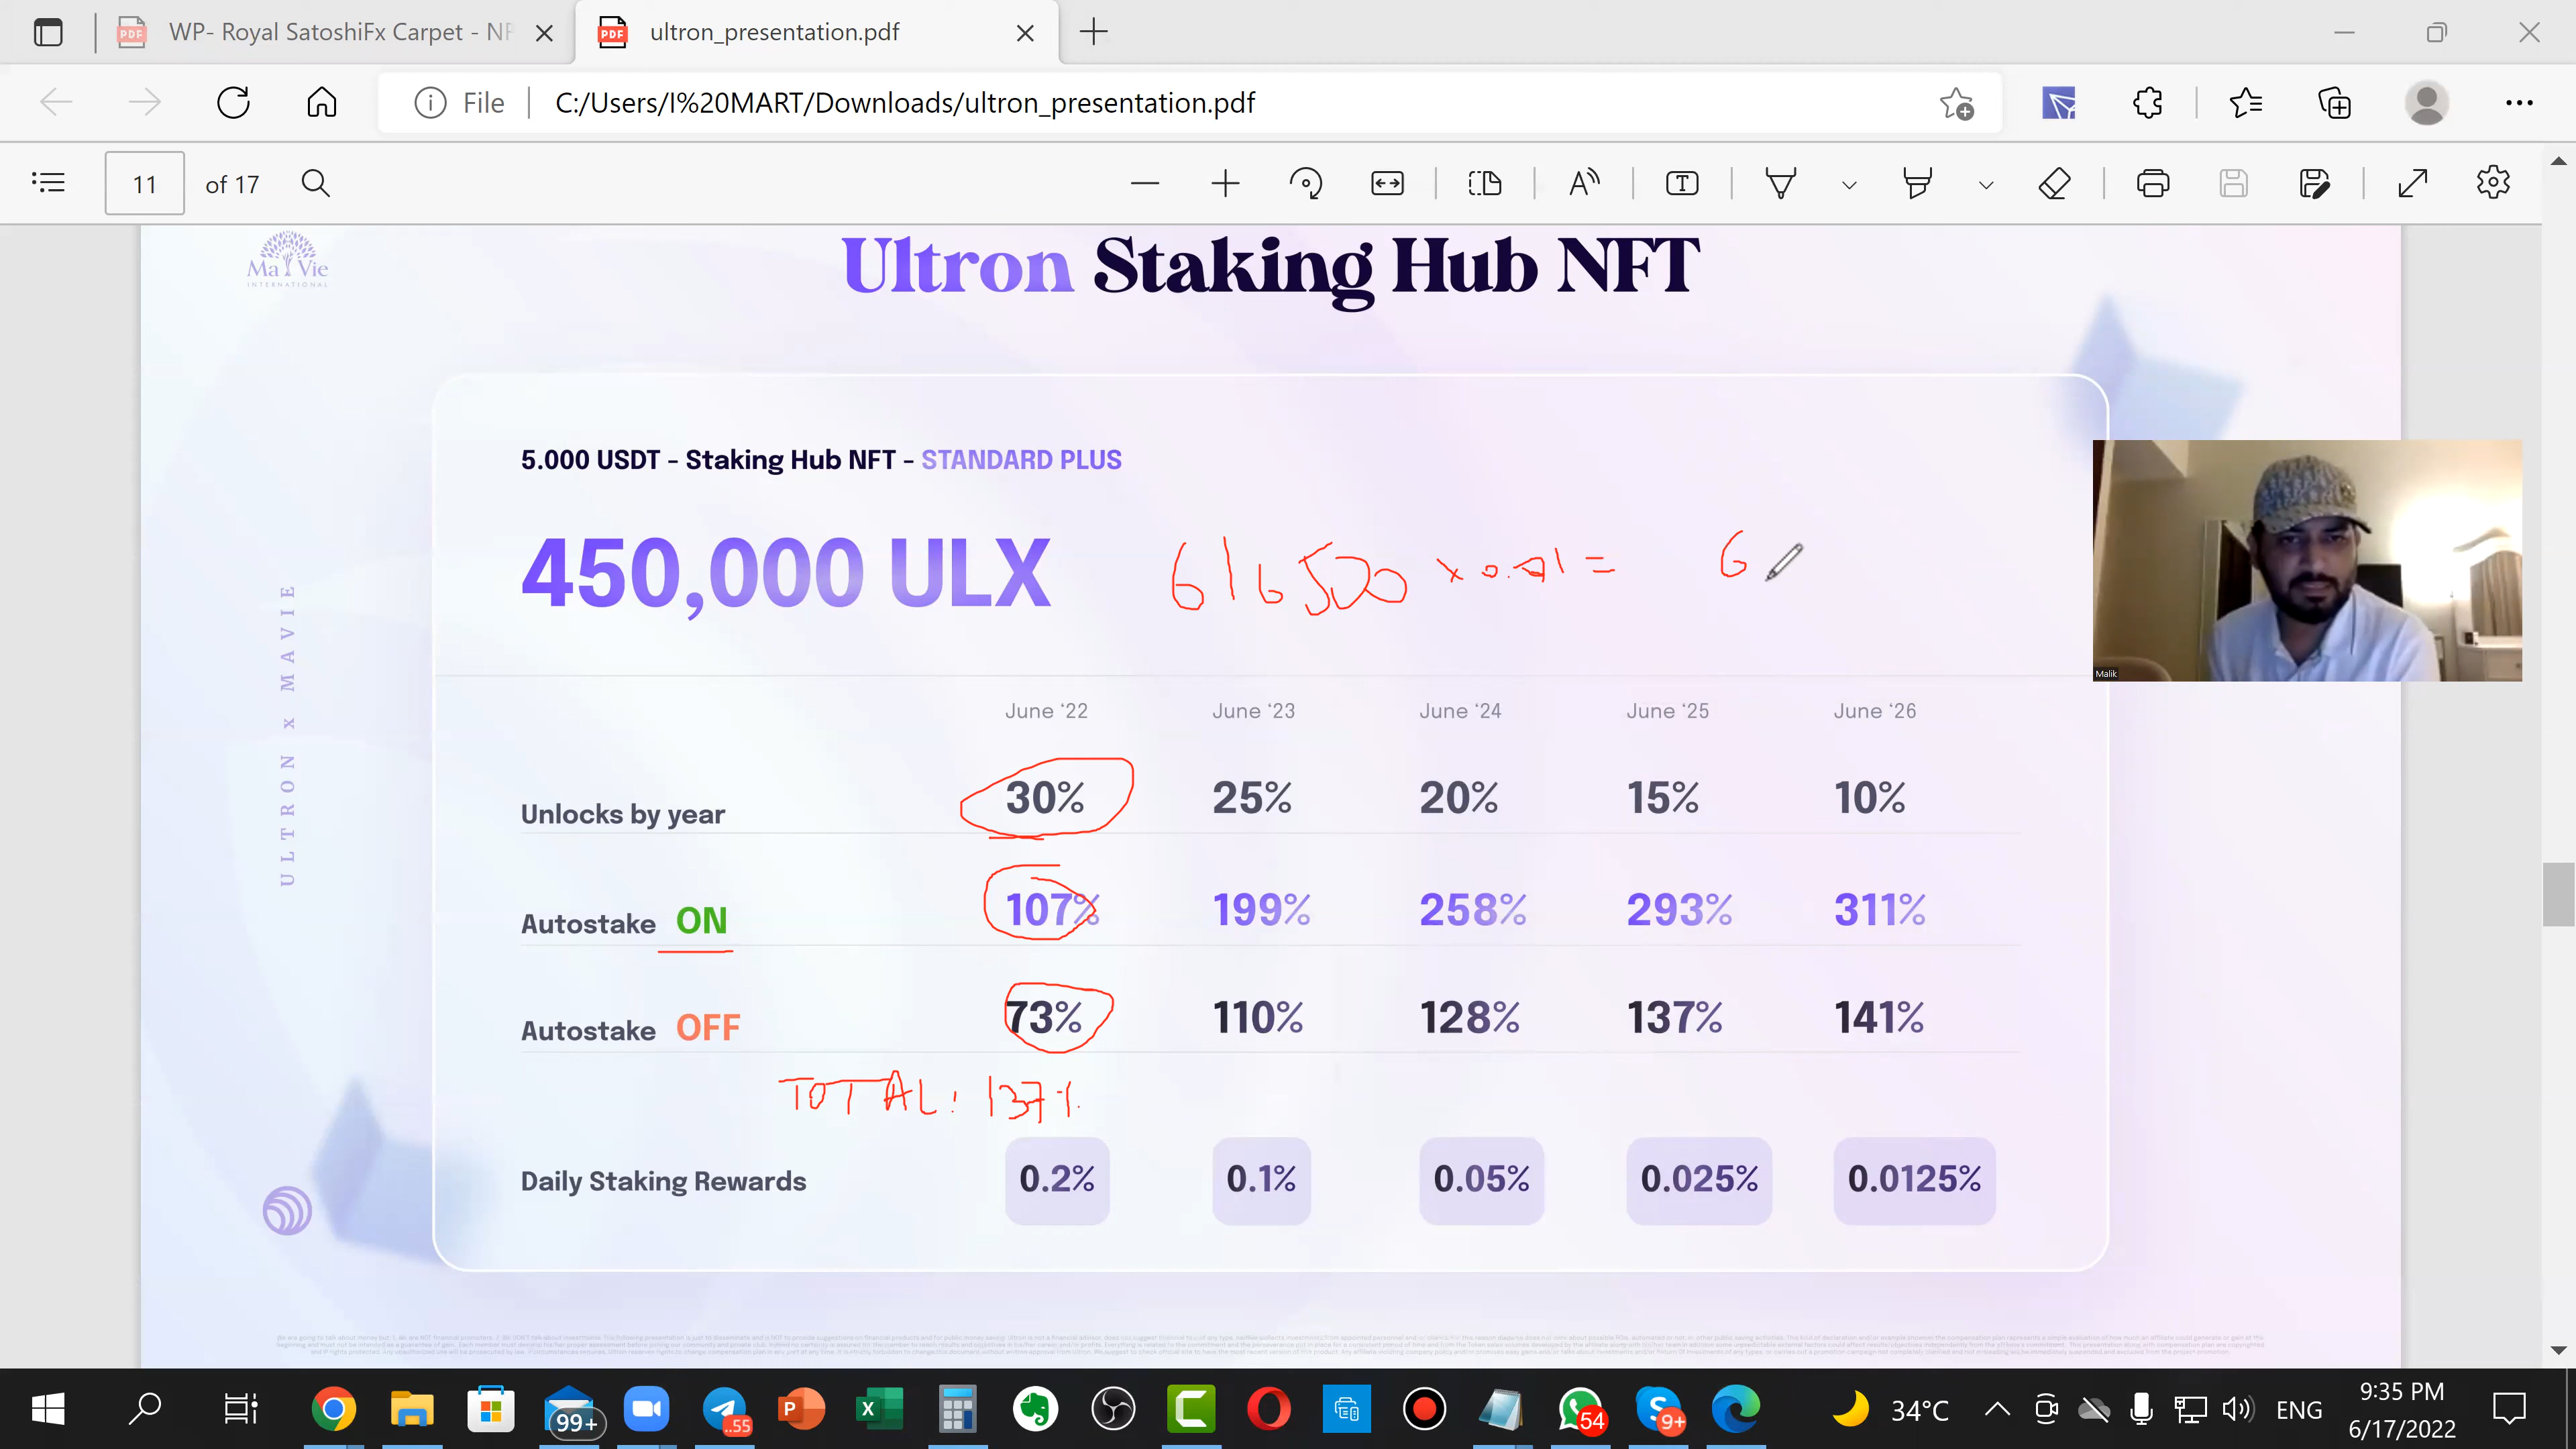 WP- Royal SatoshiFx Carpet - NF
ultron_presentation.pdf
File
C:/Users/I%20MART/Downloads/ultron_presentation.pdf
11 of 17
Ma Vie
INTERNATIONAL
Ultron Staking Hub NFT
5.000 USDT - Staking Hub NFT - STANDARD PLUS
450,000 ULX
616500 x 0.01 = 6
ULTRON x MAVIE
Malik
June '22 June '23 June '24 June '25 June '26
Unlocks by year 30% 25% 20% 15% 10%
Autostake ON 107% 199% 258% 293% 311%
Autostake OFF 73% 110% 128% 137% 141%
TOTAL: 137%
Daily Staking Rewards 0.2% 0.1% 0.05% 0.025% 0.0125%
99+
..55
54
9+
34°C
ENG
9:35 PM
6/17/2022